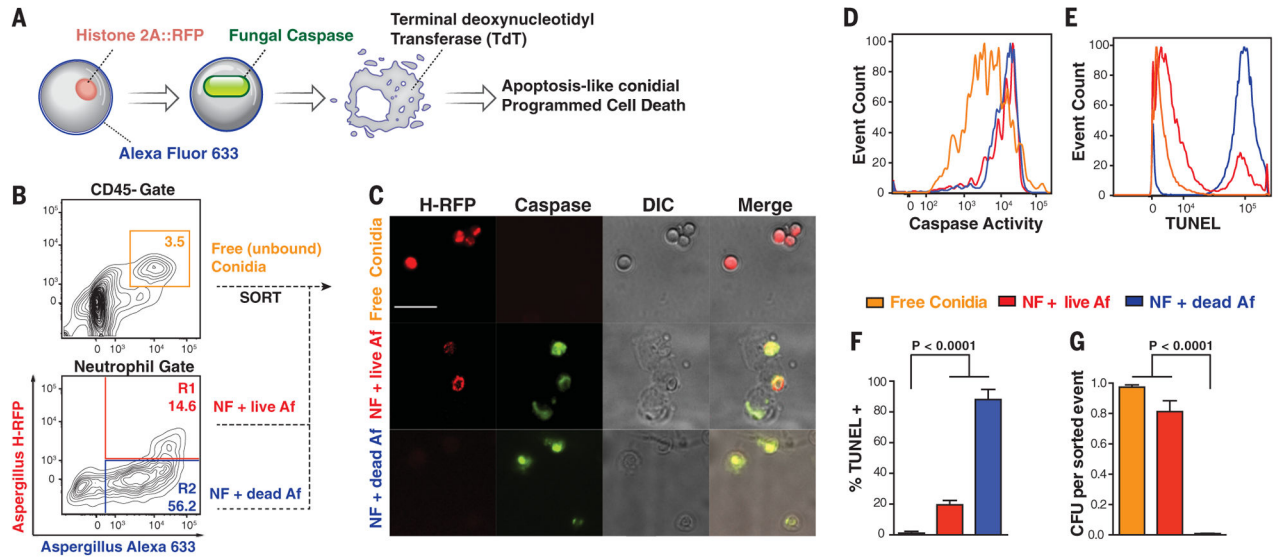 A
Histone 2A::RFP
Fungal Caspase
Terminal deoxynucleotidyl
Transferase (TdT)
Apoptosis-like conidial
Programmed Cell Death
Alexa Fluor 633
B
CD45- Gate
10⁵
10⁴
10³
0
3.5
0 10³ 10⁴ 10⁵
Free (unbound)
Conidia
SORT
Neutrophil Gate
10⁵
10⁴
10³
0
R1
14.6
R2
56.2
0 10³ 10⁴ 10⁵
NF + live Af
NF + dead Af
Aspergillus H-RFP
Aspergillus Alexa 633
C
H-RFP Caspase DIC Merge
Free Conidia
NF + live Af
NF + dead Af
D
Event Count
100
80
60
40
20
0
0 10² 10³ 10⁴ 10⁵
Caspase Activity
E
Event Count
100
80
60
40
20
0
0 10⁴ 10⁵
TUNEL
Free Conidia NF + live Af NF + dead Af
F
P < 0.0001
% TUNEL +
100
80
60
40
20
0
G
P < 0.0001
CFU per sorted event
1.0
0.8
0.6
0.4
0.2
0.0